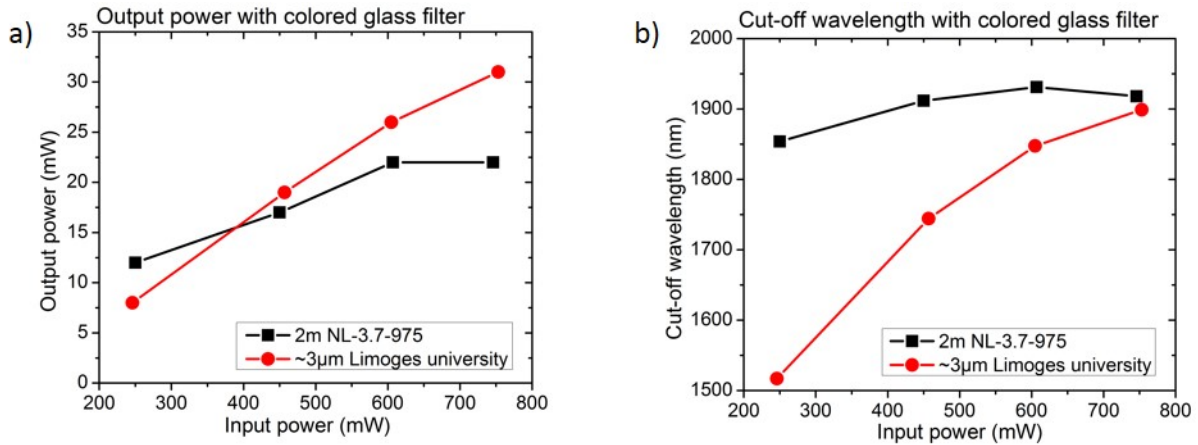 a)
Output power with colored glass filter
35
30
25
20
15
10
5
0
Output power (mW)
2m NL-3.7-975
~3μm Limoges university
200 300 400 500 600 700 800
Input power (mW)
b)
Cut-off wavelength with colored glass filter
2000
1900
1800
1700
1600
1500
Cut-off wavelength (nm)
2m NL-3.7-975
~3μm Limoges university
200 300 400 500 600 700 800
Input power (mW)